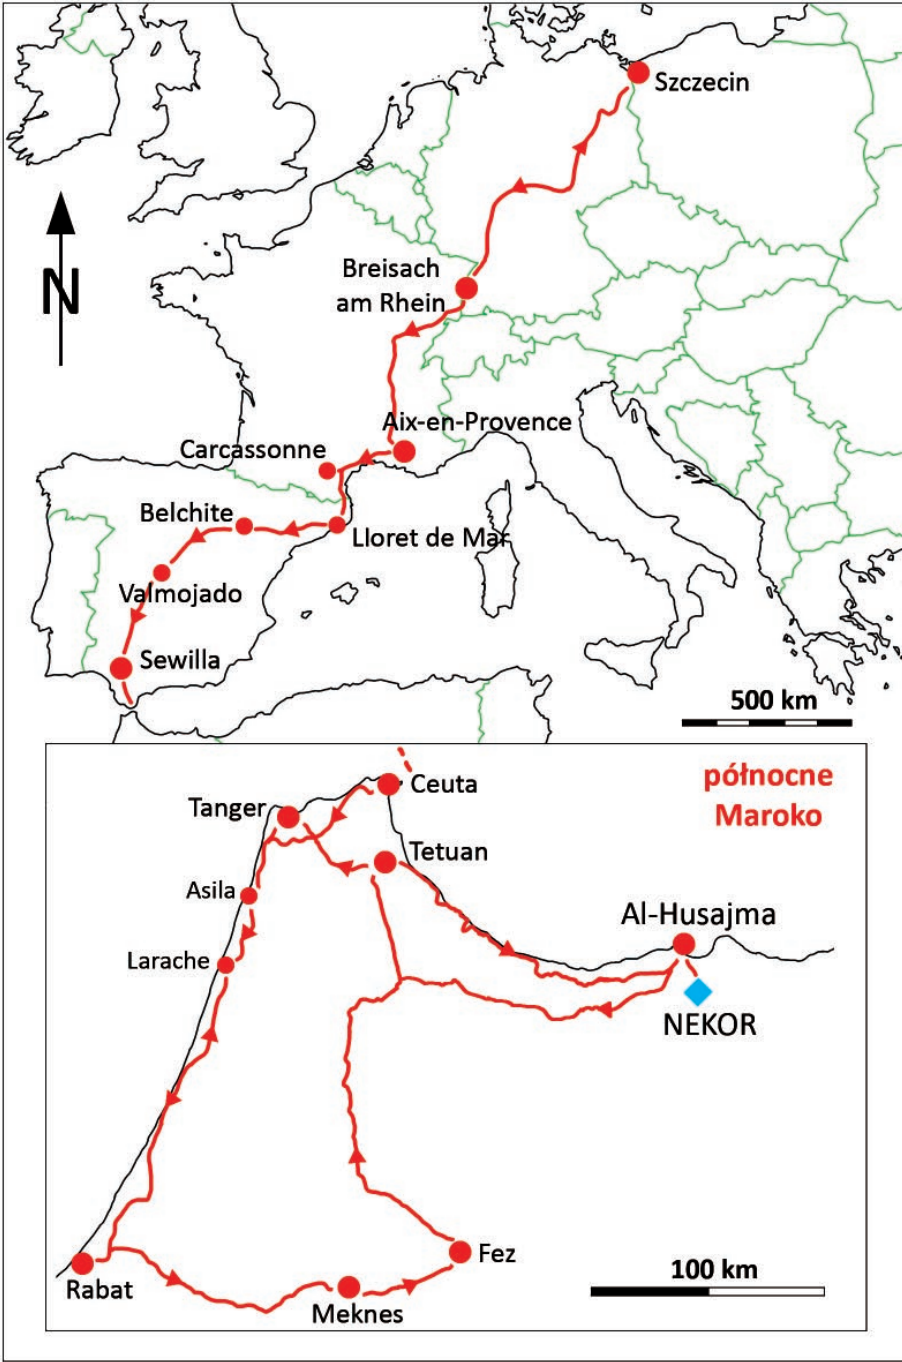 Szczecin
N
Breisach
am Rhein
Aix-en-Provence
Carcassonne
Belchite
Lloret de Mar
Valmojado
Sewilla
500 km
północne
Maroko
Ceuta
Tanger
Tetuan
Asila
Al-Husajma
Larache
NEKOR
Fez
100 km
Rabat
Meknes